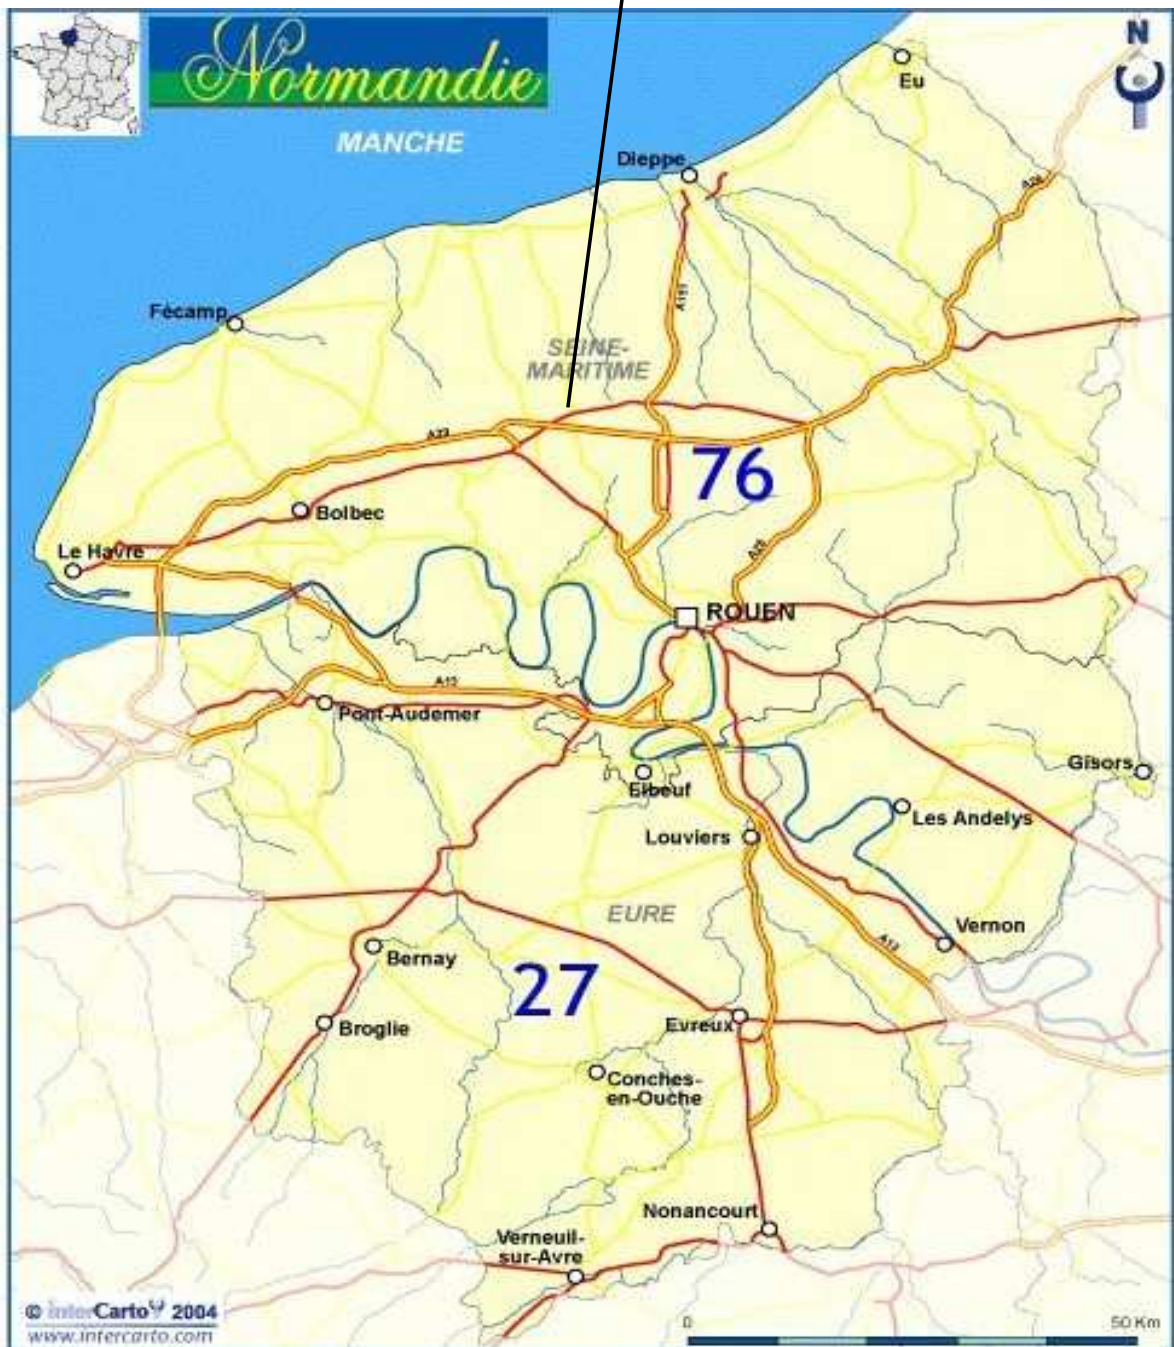 Normandie
N
MANCHE
Eu
Dieppe
A28
A151
Fécamp
SEINE-
MARITIME
A29
76
Bolbec
Le Havre
A28
ROUEN
A13
Pont-Audemer
Gisors
Elbeuf
Les Andelys
Louviers
EURE
Vernon
A13
Bernay
27
Evreux
Broglie
Conches-
en-Ouche
Nonancourt
Verneuil-
sur-Avre
© interCarto 2004
www.intercarto.com
0
50 Km